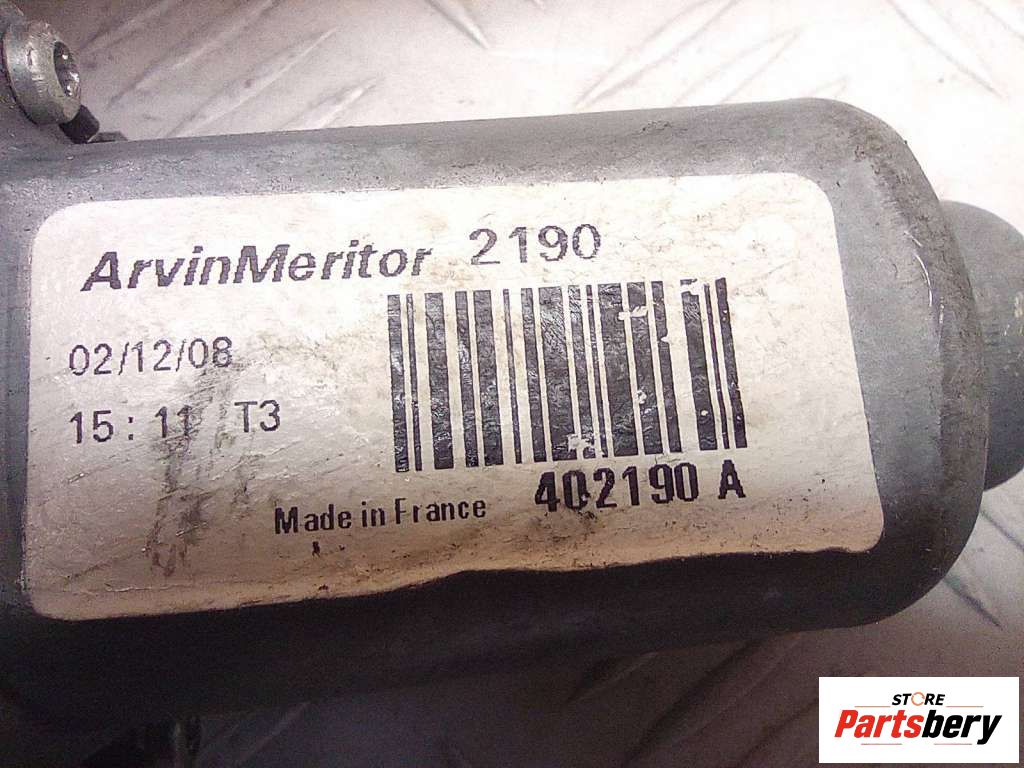 ArvinMeritor 2190
02/12/08
15:11 T3
Made in France 402190 A
STORE
Partsbery